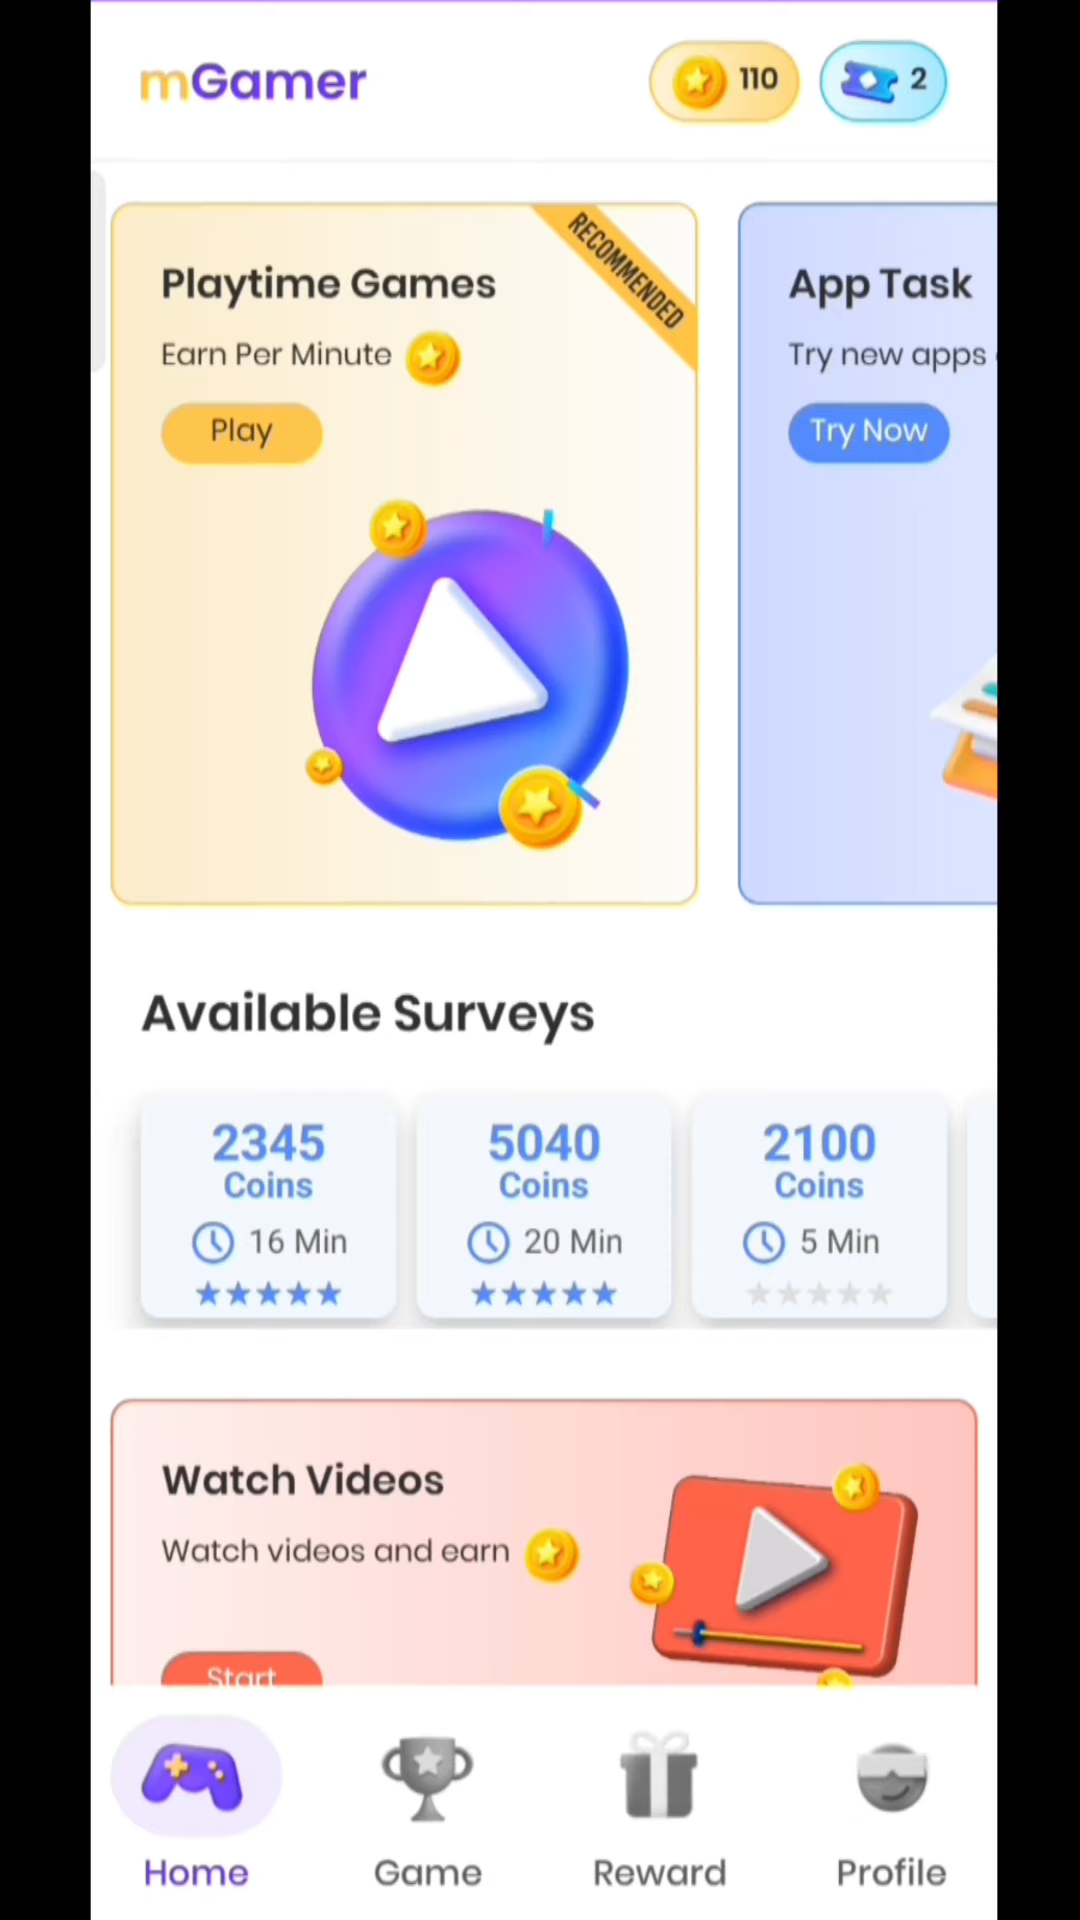 mGamer
110
2
Playtime Games
Earn Per Minute
Play
RECOMMENDED
App Task
Try new apps
Try Now
Available Surveys
2345
Coins
16 Min
5040
Coins
20 Min
2100
Coins
5 Min
Watch Videos
Watch videos and earn
Start
Home
Game
Reward
Profile